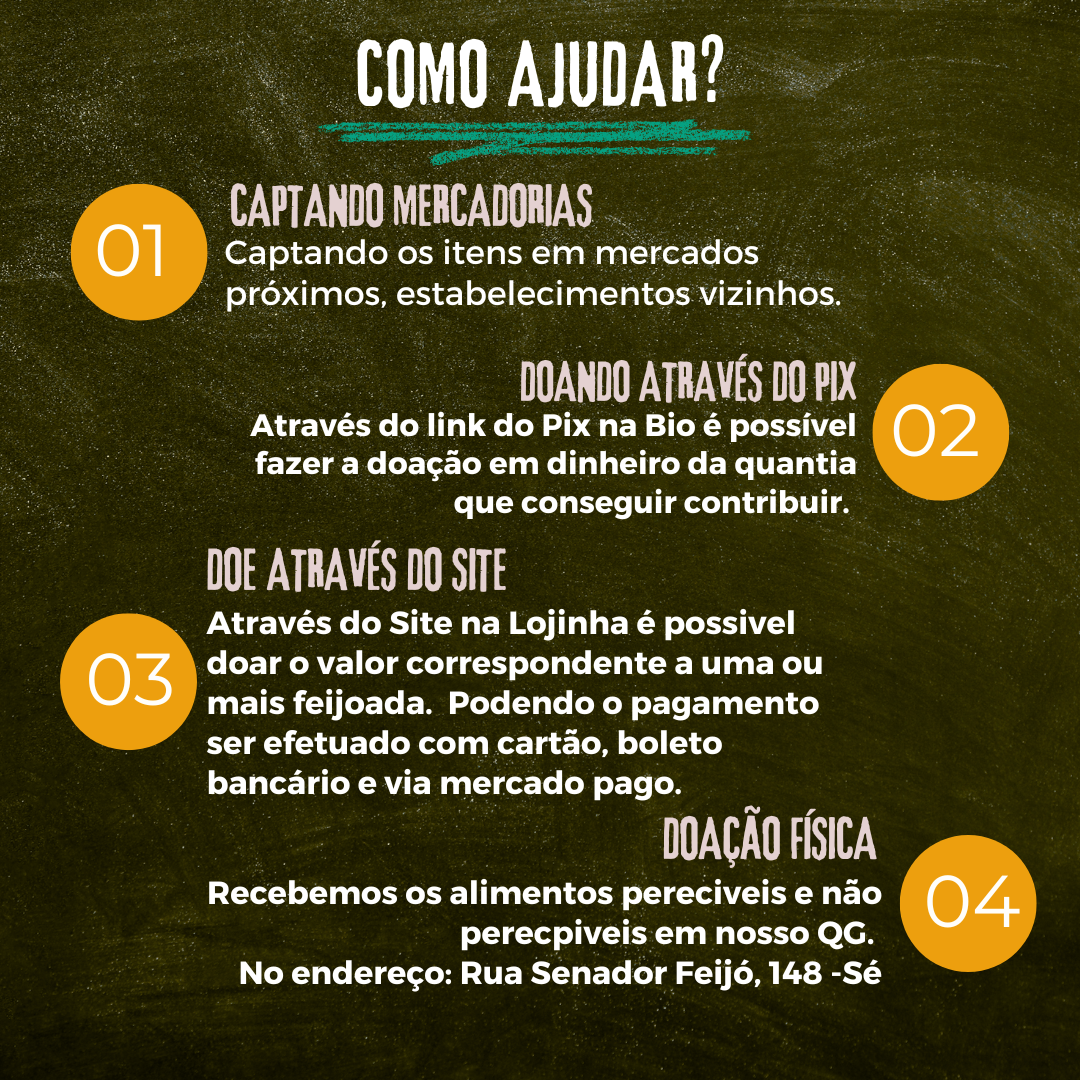 COMO AJUDAR?
01
CAPTANDO MERCADORIAS
Captando os itens em mercados
próximos, estabelecimentos vizinhos.
DOANDO ATRAVÉS DO PIX
02
Através do link do Pix na Bio é possível
fazer a doação em dinheiro da quantia
que conseguir contribuir.
DOE ATRAVÉS DO SITE
03
Através do Site na Lojinha é possivel
doar o valor correspondente a uma ou
mais feijoada. Podendo o pagamento
ser efetuado com cartão, boleto
bancário e via mercado pago.
DOAÇÃO FÍSICA
04
Recebemos os alimentos pereciveis e não
perecpiveis em nosso QG.
No endereço: Rua Senador Feijó, 148 -Sé